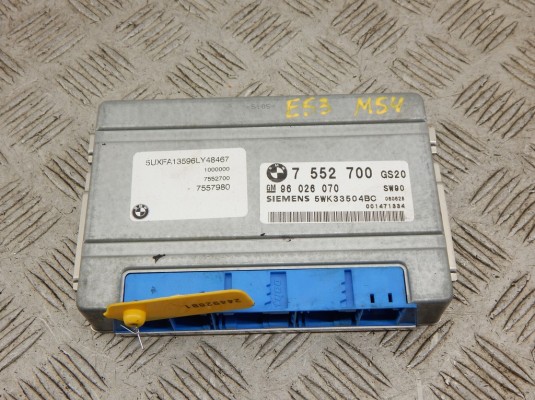 E53 M54
5UXFA13596LY48467
1000000
7552700
7557980
7 552 700 GS20
GM 96 026 070 SW90
SIEMENS 5WK33504BC 060626
001471334